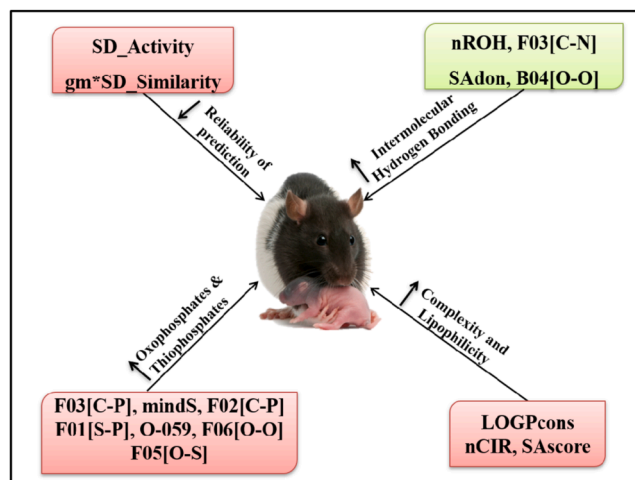 SD_Activity
gm*SD_Similarity
nROH, F03[C-N]
SAdon, B04[O-O]
Reliability of
prediction
Intermolecular
Hydrogen Bonding
Oxophosphates &
Thiophosphates
Complexity and
Lipophilicity
F03[C-P], mindS, F02[C-P]
F01[S-P], O-059, F06[O-O]
F05[O-S]
LOGPcons
nCIR, SAscore